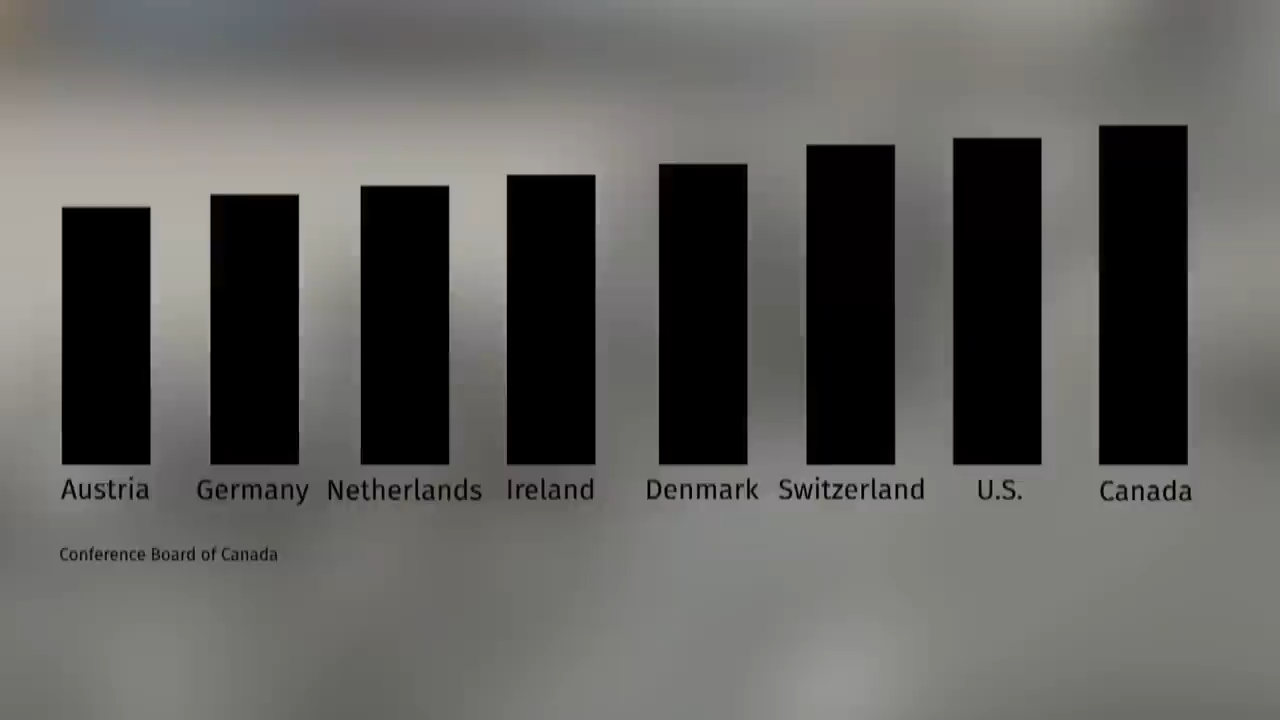 Austria Germany Netherlands Ireland Denmark Switzerland U.S. Canada
Conference Board of Canada